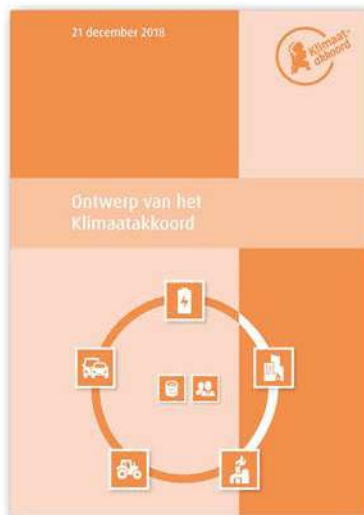 21 december 2018
Klimaat-
akkoord
Ontwerp van het
Klimaatakkoord